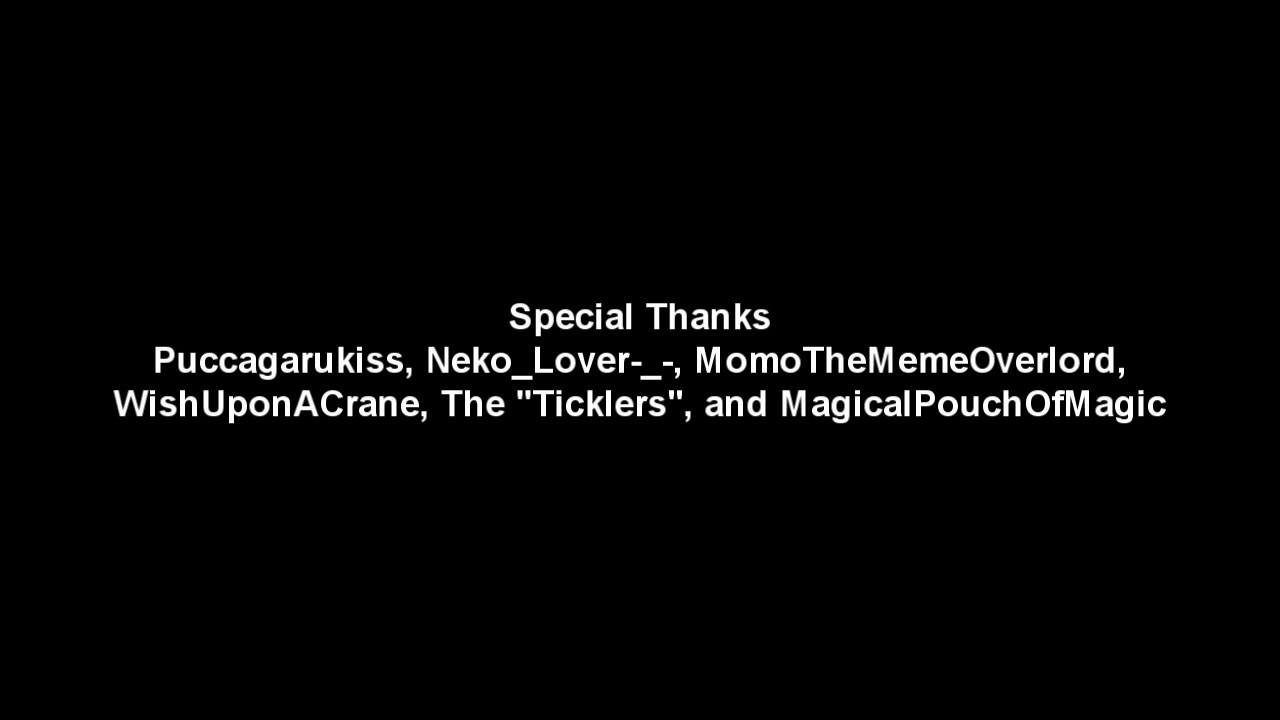 Special Thanks
Puccagarukiss, Neko_Lover-_-, MomoTheMemeOverlord,
WishUponACrane, The "Ticklers", and MagicalPouchOfMagic